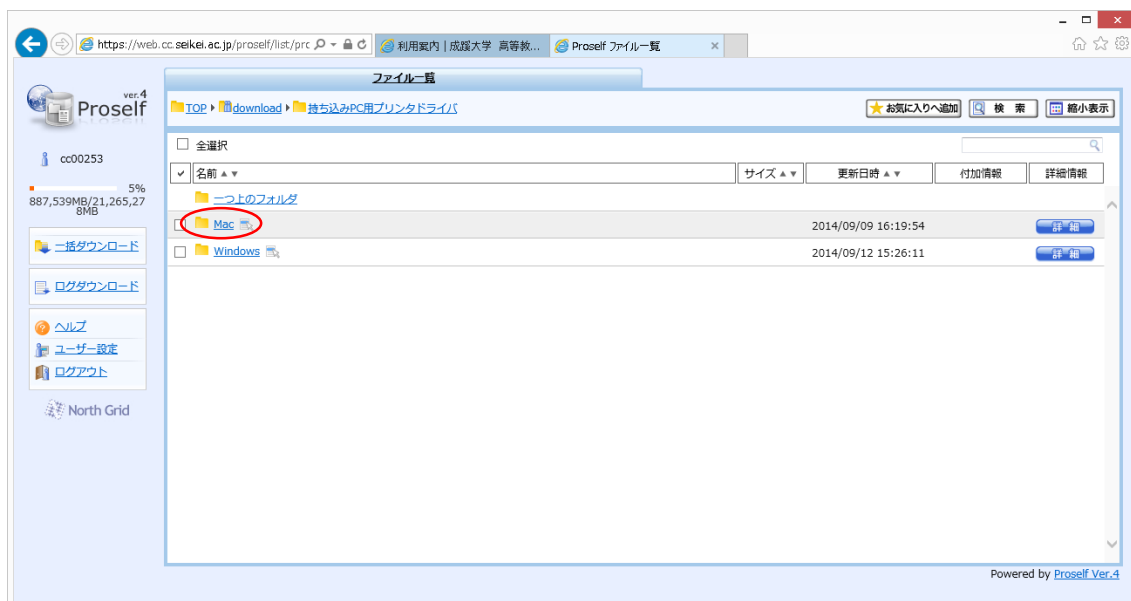 https://web.cc.seikei.ac.jp/proself/list/prc
利用案内 | 成蹊大学 高等教...
Proself ファイル一覧
ファイル一覧
ver.4
Proself
TOP download 持ち込みPC用プリンタドライバ
お気に入りへ追加 検 索 縮小表示
全選択
cc00253
名前 ▲▼ サイズ ▲▼ 更新日時 ▲▼ 付加情報 詳細情報
5%
887,539MB/21,265,27
8MB
一つ上のフォルダ
Mac 2014/09/09 16:19:54 詳 細
Windows 2014/09/12 15:26:11 詳 細
一括ダウンロード
ログダウンロード
ヘルプ
ユーザー設定
ログアウト
North Grid
Powered by Proself Ver.4